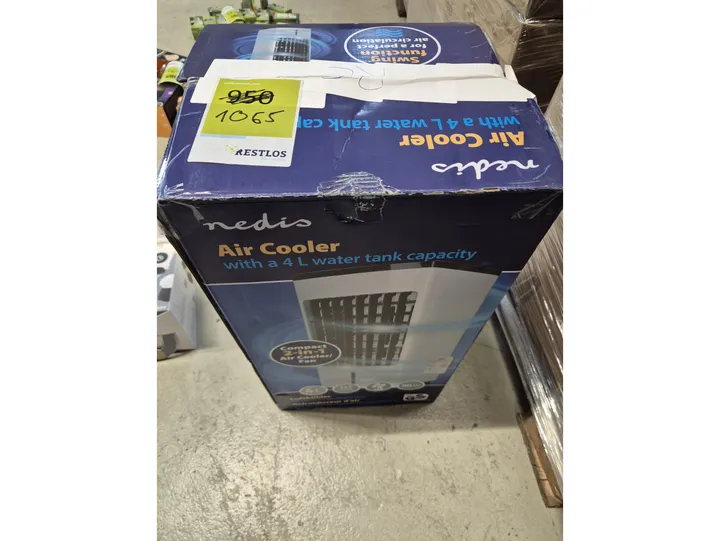 Swing
function
for a perfect
air circulation
950
1065
RESTLOS
Air Cooler
with a 4 L water tank cap
nedis
nedis
Air Cooler
with a 4 L water tank capacity
Compact
2-in-1
Air Cooler/
Fan